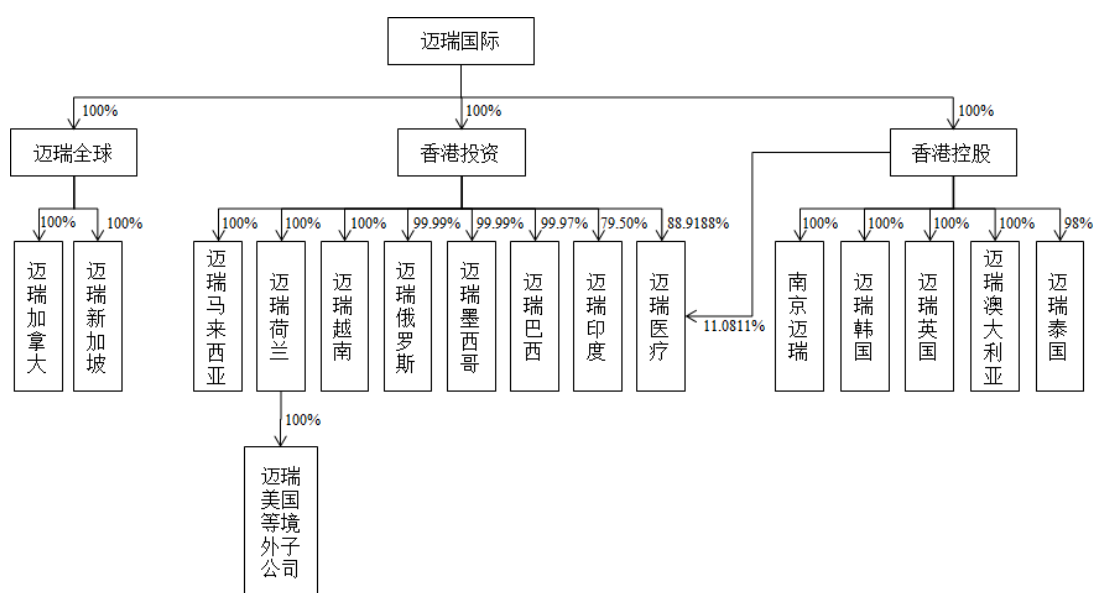 迈瑞国际
100%
100%
100%
迈瑞全球
香港投资
香港控股
100%
100%
100%
100%
100%
99.99%
99.99%
99.97%
79.50%
88.9188%
100%
100%
100%
100%
98%
迈瑞加拿大
迈瑞新加坡
迈瑞马来西亚
迈瑞荷兰
迈瑞越南
迈瑞俄罗斯
迈瑞墨西哥
迈瑞巴西
迈瑞印度
迈瑞医疗
11.0811%
南京迈瑞
迈瑞韩国
迈瑞英国
迈瑞澳大利亚
迈瑞泰国
100%
迈瑞
美国
等境
外子
公司